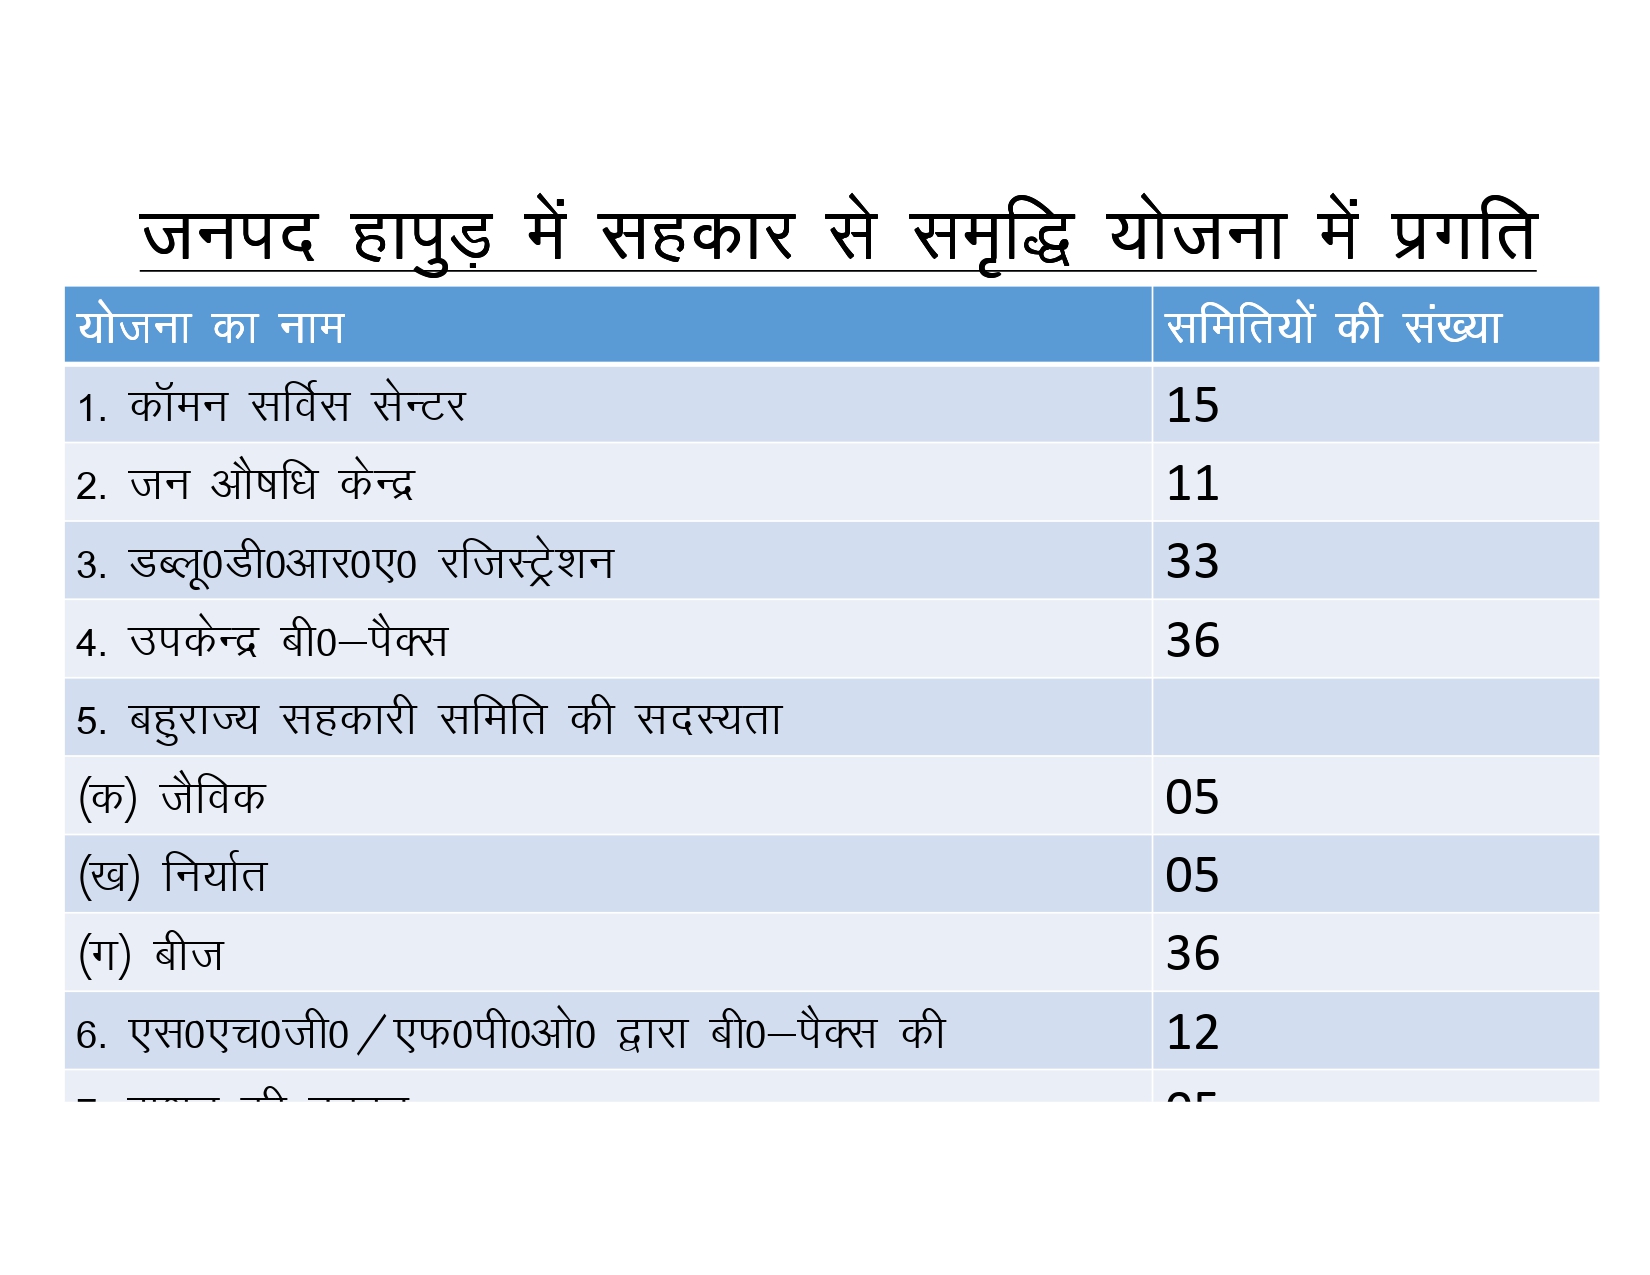 जनपद हापुड़ में सहकार से समृद्धि योजना में प्रगति
योजना का नाम समितियों की संख्या
1. कॉमन सर्विस सेन्टर 15
2. जन औषधि केन्द्र 11
3. डब्लू0डी0आर0ए0 रजिस्ट्रेशन 33
4. उपकेन्द्र बी0–पैक्स 36
5. बहुराज्य सहकारी समिति की सदस्यता
(क) जैविक 05
(ख) निर्यात 05
(ग) बीज 36
6. एस0एच0जी0/एफ0पी0ओ0 द्वारा बी0–पैक्स की 12